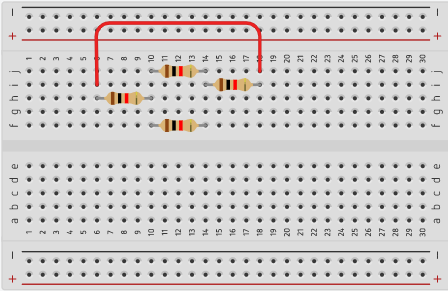 − −
+ +
1 2 3 4 5 7 8 9 10 11 12 13 14 15 16 17 19 20 21 22 23 24 25 26 27 28 29 30
j j
i i
h h
g g
f f
e e
d d
c c
b b
a a
1 2 3 4 5 6 7 8 9 10 11 12 13 14 15 16 17 18 19 20 21 22 23 24 25 26 27 28 29 30
− −
+ +